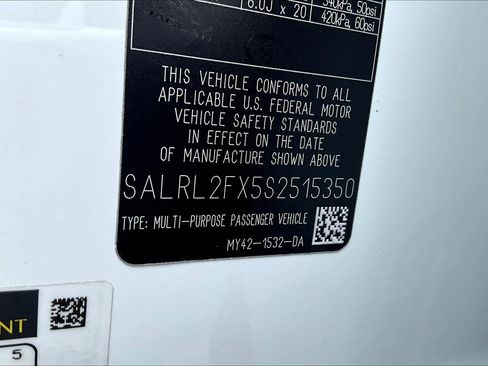 6.0J x 20
340kPa, 50psi
420kPa, 60psi
THIS VEHICLE CONFORMS TO ALL
APPLICABLE U.S. FEDERAL MOTOR
VEHICLE SAFETY STANDARDS
IN EFFECT ON THE DATE
OF MANUFACTURE SHOWN ABOVE
SALRL2FX5S2515350
TYPE: MULTI-PURPOSE PASSENGER VEHICLE
MY42-1532-DA
NT
5